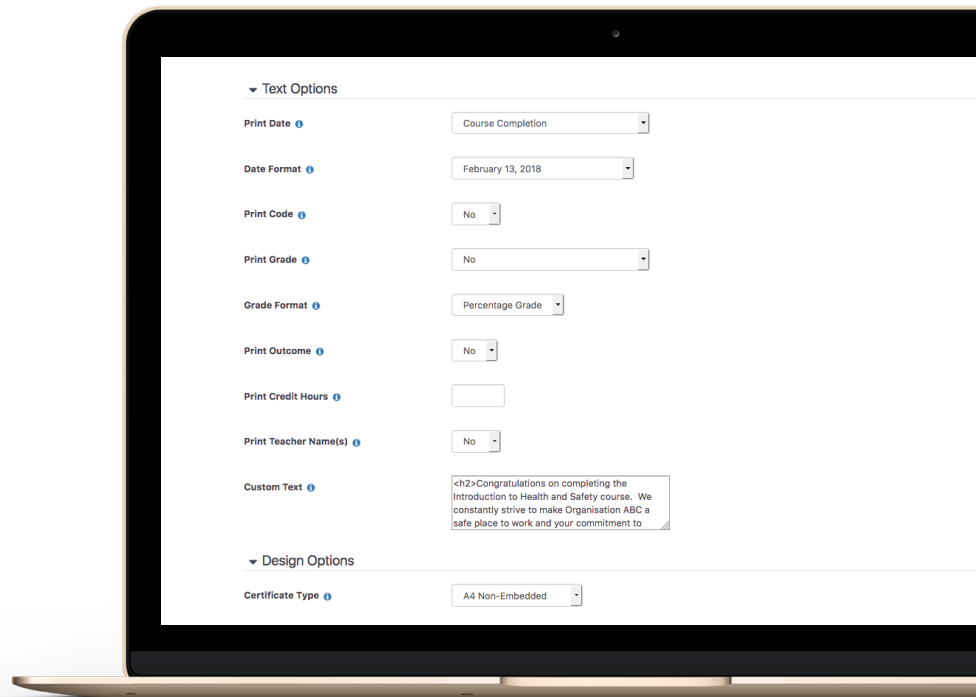 Text Options
Print Date
Course Completion
Date Format
February 13, 2018
Print Code
No
Print Grade
No
Grade Format
Percentage Grade
Print Outcome
No
Print Credit Hours
Print Teacher Name(s)
No
Custom Text
<h2>Congratulations on completing the
Introduction to Health and Safety course. We
constantly strive to make Organisation ABC a
safe place to work and your commitment to
Design Options
Certificate Type
A4 Non-Embedded